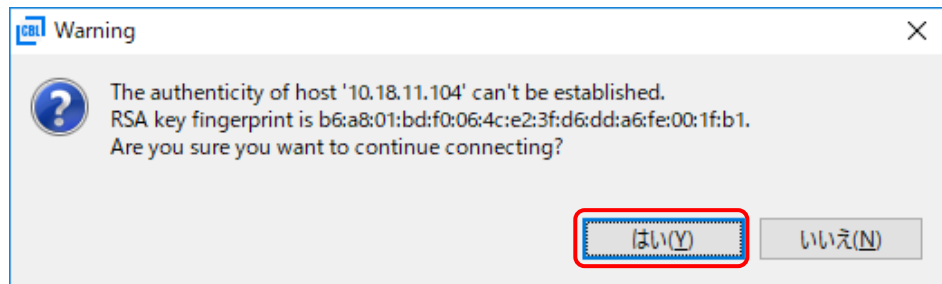 CBL Warning
The authenticity of host '10.18.11.104' can't be established.
RSA key fingerprint is b6:a8:01:bd:f0:06:4c:e2:3f:d6:dd:a6:fe:00:1f:b1.
Are you sure you want to continue connecting?
はい(Y) いいえ(N)